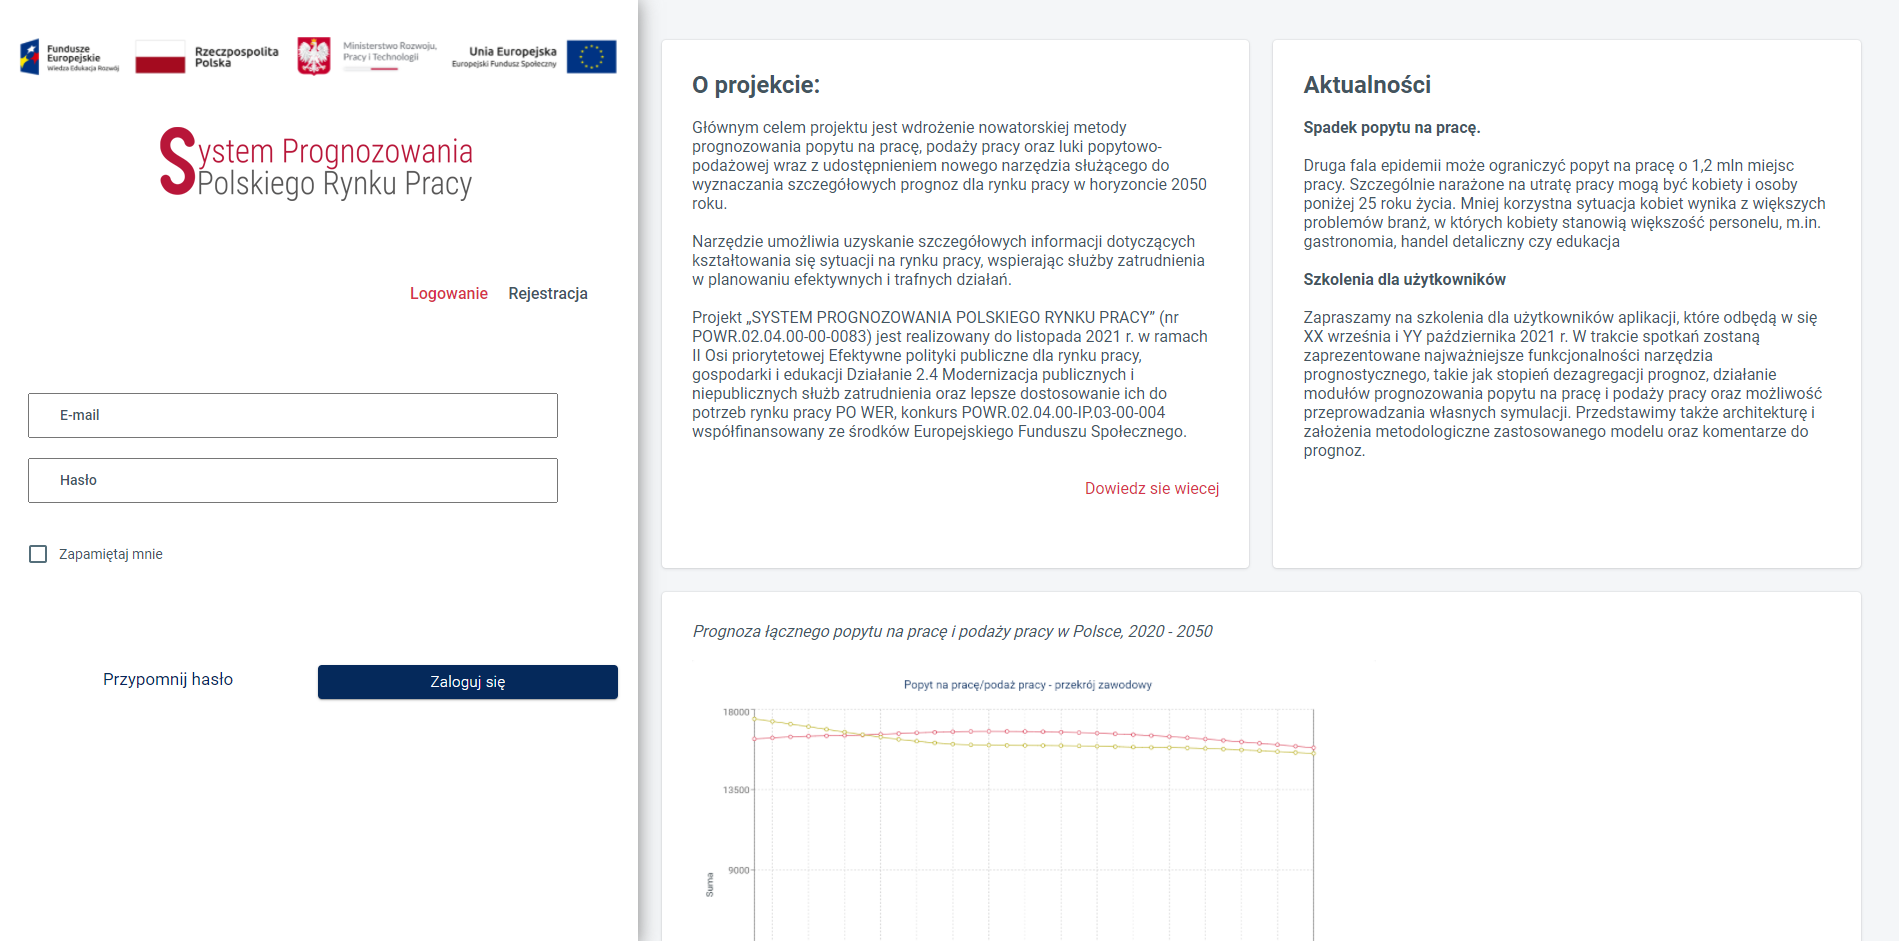 Fundusze
Europejskie
Wiedza Edukacja Rozwój
Rzeczpospolita
Polska
Ministerstwo Rozwoju,
Pracy i Technologii
Unia Europejska
Europejski Fundusz Społeczny
System Prognozowania
Polskiego Rynku Pracy
Logowanie Rejestracja
E-mail
Hasło
Zapamiętaj mnie
Przypomnij hasło
Zaloguj się
O projekcie:
Głównym celem projektu jest wdrożenie nowatorskiej metody
prognozowania popytu na pracę, podaży pracy oraz luki popytowo-
podażowej wraz z udostępnieniem nowego narzędzia służącego do
wyznaczania szczegółowych prognoz dla rynku pracy w horyzoncie 2050
roku.
Narzędzie umożliwia uzyskanie szczegółowych informacji dotyczących
kształtowania się sytuacji na rynku pracy, wspierając służby zatrudnienia
w planowaniu efektywnych i trafnych działań.
Projekt „SYSTEM PROGNOZOWANIA POLSKIEGO RYNKU PRACY” (nr
POWR.02.04.00-00-0083) jest realizowany do listopada 2021 r. w ramach
II Osi priorytetowej Efektywne polityki publiczne dla rynku pracy,
gospodarki i edukacji Działanie 2.4 Modernizacja publicznych i
niepublicznych służb zatrudnienia oraz lepsze dostosowanie ich do
potrzeb rynku pracy PO WER, konkurs POWR.02.04.00-IP.03-00-004
współfinansowany ze środków Europejskiego Funduszu Społecznego.
Dowiedz sie wiecej
Aktualności
Spadek popytu na pracę.
Druga fala epidemii może ograniczyć popyt na pracę o 1,2 mln miejsc
pracy. Szczególnie narażone na utratę pracy mogą być kobiety i osoby
poniżej 25 roku życia. Mniej korzystna sytuacja kobiet wynika z większych
problemów branż, w których kobiety stanowią większość personelu, m.in.
gastronomia, handel detaliczny czy edukacja
Szkolenia dla użytkowników
Zapraszamy na szkolenia dla użytkowników aplikacji, które odbędą w się
XX września i YY października 2021 r. W trakcie spotkań zostaną
zaprezentowane najważniejsze funkcjonalności narzędzia
prognostycznego, takie jak stopień dezagregacji prognoz, działanie
modułów prognozowania popytu na pracę i podaży pracy oraz możliwość
przeprowadzania własnych symulacji. Przedstawimy także architekturę i
założenia metodologiczne zastosowanego modelu oraz komentarze do
prognoz.
Prognoza łącznego popytu na pracę i podaży pracy w Polsce, 2020 - 2050
Popyt na pracę/podaż pracy - przekrój zawodowy
18000
13500
9000
Suma